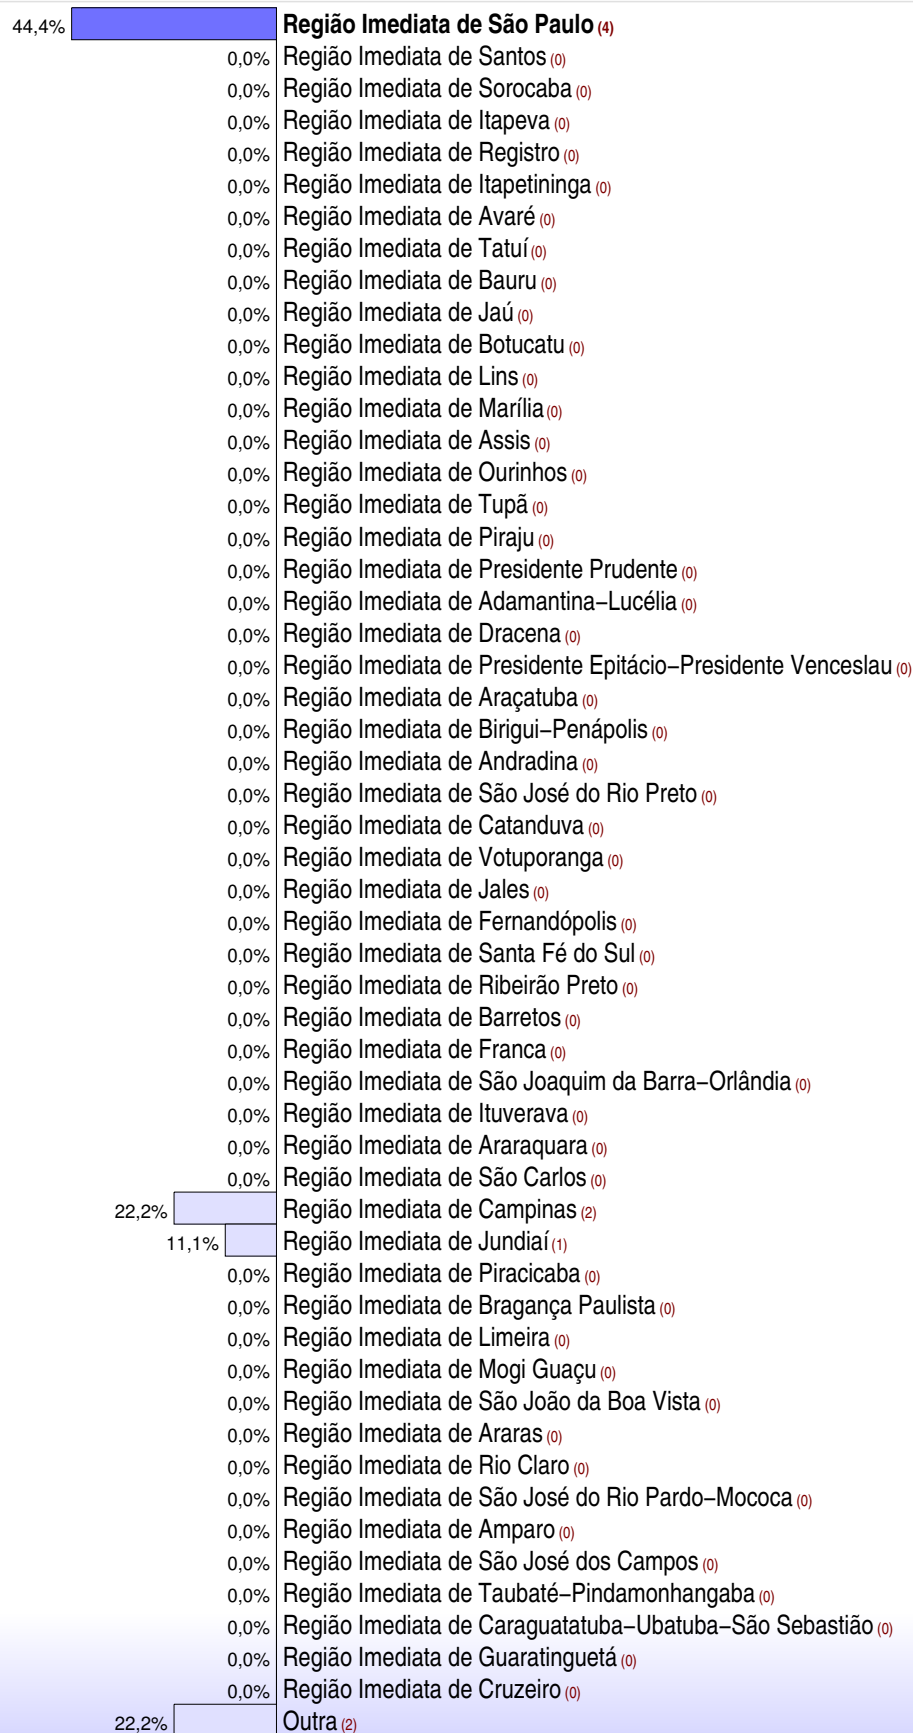 44,4% Região Imediata de São Paulo (4)
0,0% Região Imediata de Santos (0)
0,0% Região Imediata de Sorocaba (0)
0,0% Região Imediata de Itapeva (0)
0,0% Região Imediata de Registro (0)
0,0% Região Imediata de Itapetininga (0)
0,0% Região Imediata de Avaré (0)
0,0% Região Imediata de Tatuí (0)
0,0% Região Imediata de Bauru (0)
0,0% Região Imediata de Jaú (0)
0,0% Região Imediata de Botucatu (0)
0,0% Região Imediata de Lins (0)
0,0% Região Imediata de Marília (0)
0,0% Região Imediata de Assis (0)
0,0% Região Imediata de Ourinhos (0)
0,0% Região Imediata de Tupã (0)
0,0% Região Imediata de Piraju (0)
0,0% Região Imediata de Presidente Prudente (0)
0,0% Região Imediata de Adamantina−Lucélia (0)
0,0% Região Imediata de Dracena (0)
0,0% Região Imediata de Presidente Epitácio−Presidente Venceslau (0)
0,0% Região Imediata de Araçatuba (0)
0,0% Região Imediata de Birigui−Penápolis (0)
0,0% Região Imediata de Andradina (0)
0,0% Região Imediata de São José do Rio Preto (0)
0,0% Região Imediata de Catanduva (0)
0,0% Região Imediata de Votuporanga (0)
0,0% Região Imediata de Jales (0)
0,0% Região Imediata de Fernandópolis (0)
0,0% Região Imediata de Santa Fé do Sul (0)
0,0% Região Imediata de Ribeirão Preto (0)
0,0% Região Imediata de Barretos (0)
0,0% Região Imediata de Franca (0)
0,0% Região Imediata de São Joaquim da Barra−Orlândia (0)
0,0% Região Imediata de Ituverava (0)
0,0% Região Imediata de Araraquara (0)
0,0% Região Imediata de São Carlos (0)
22,2% Região Imediata de Campinas (2)
11,1% Região Imediata de Jundiaí (1)
0,0% Região Imediata de Piracicaba (0)
0,0% Região Imediata de Bragança Paulista (0)
0,0% Região Imediata de Limeira (0)
0,0% Região Imediata de Mogi Guaçu (0)
0,0% Região Imediata de São João da Boa Vista (0)
0,0% Região Imediata de Araras (0)
0,0% Região Imediata de Rio Claro (0)
0,0% Região Imediata de São José do Rio Pardo−Mococa (0)
0,0% Região Imediata de Amparo (0)
0,0% Região Imediata de São José dos Campos (0)
0,0% Região Imediata de Taubaté−Pindamonhangaba (0)
0,0% Região Imediata de Caraguatatuba−Ubatuba−São Sebastião (0)
0,0% Região Imediata de Guaratinguetá (0)
0,0% Região Imediata de Cruzeiro (0)
22,2% Outra (2)